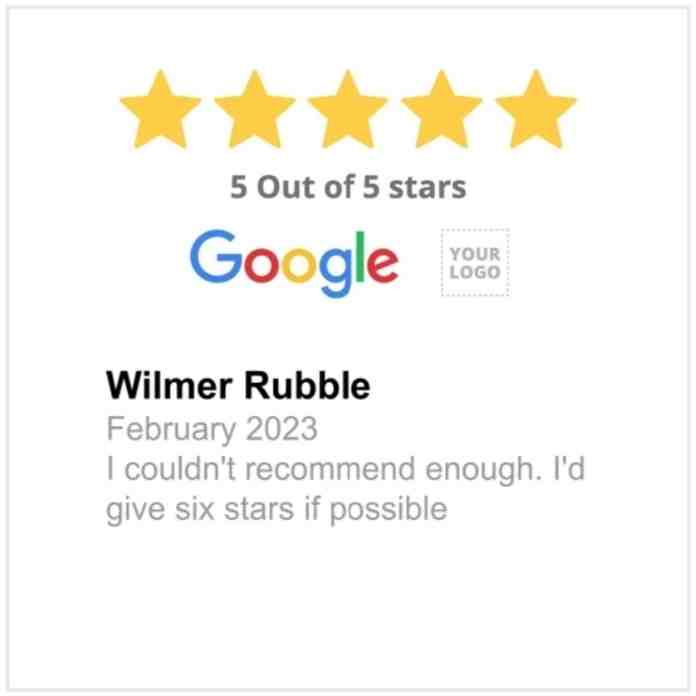 5 Out of 5 stars
Google
YOUR
LOGO
Wilmer Rubble
February 2023
I couldn't recommend enough. I'd
give six stars if possible